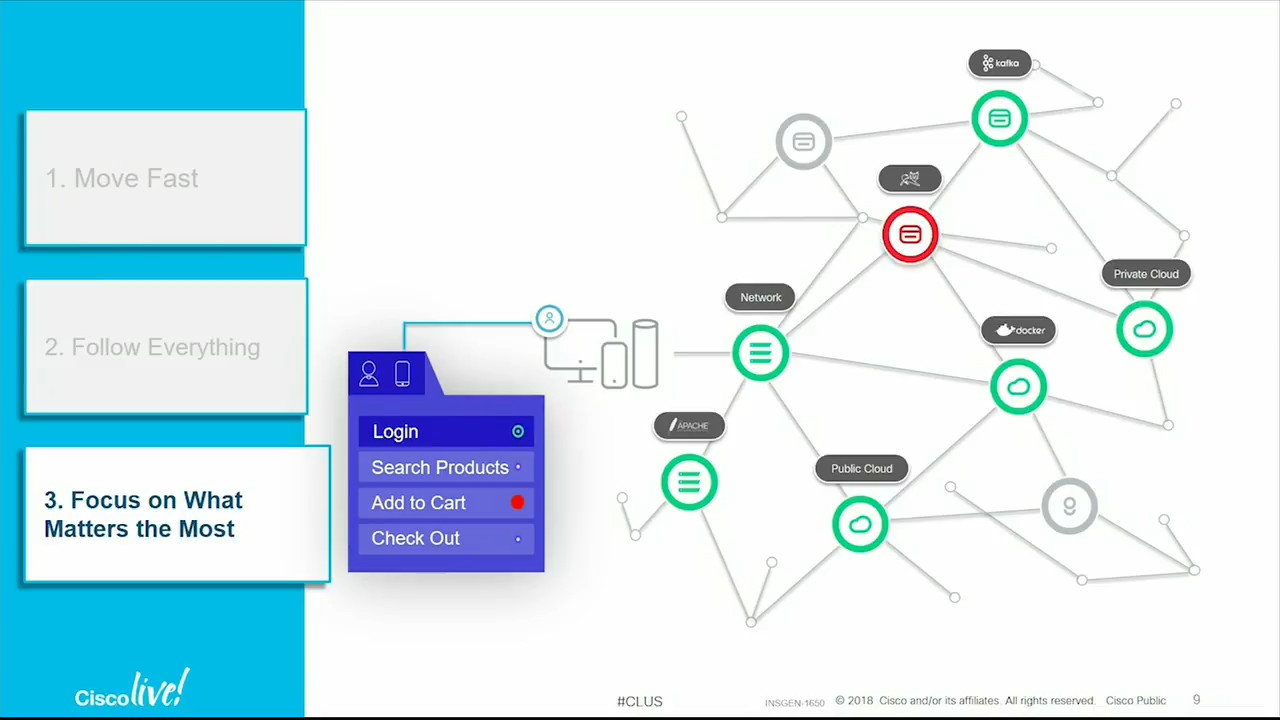 1. Move Fast
2. Follow Everything
3. Focus on What
Matters the Most
Login
Search Products
Add to Cart
Check Out
kafka
Network
Private Cloud
docker
APACHE
Public Cloud
Cisco live!
#CLUS
INSGEN-1650
© 2018 Cisco and/or its affiliates. All rights reserved. Cisco Public
9